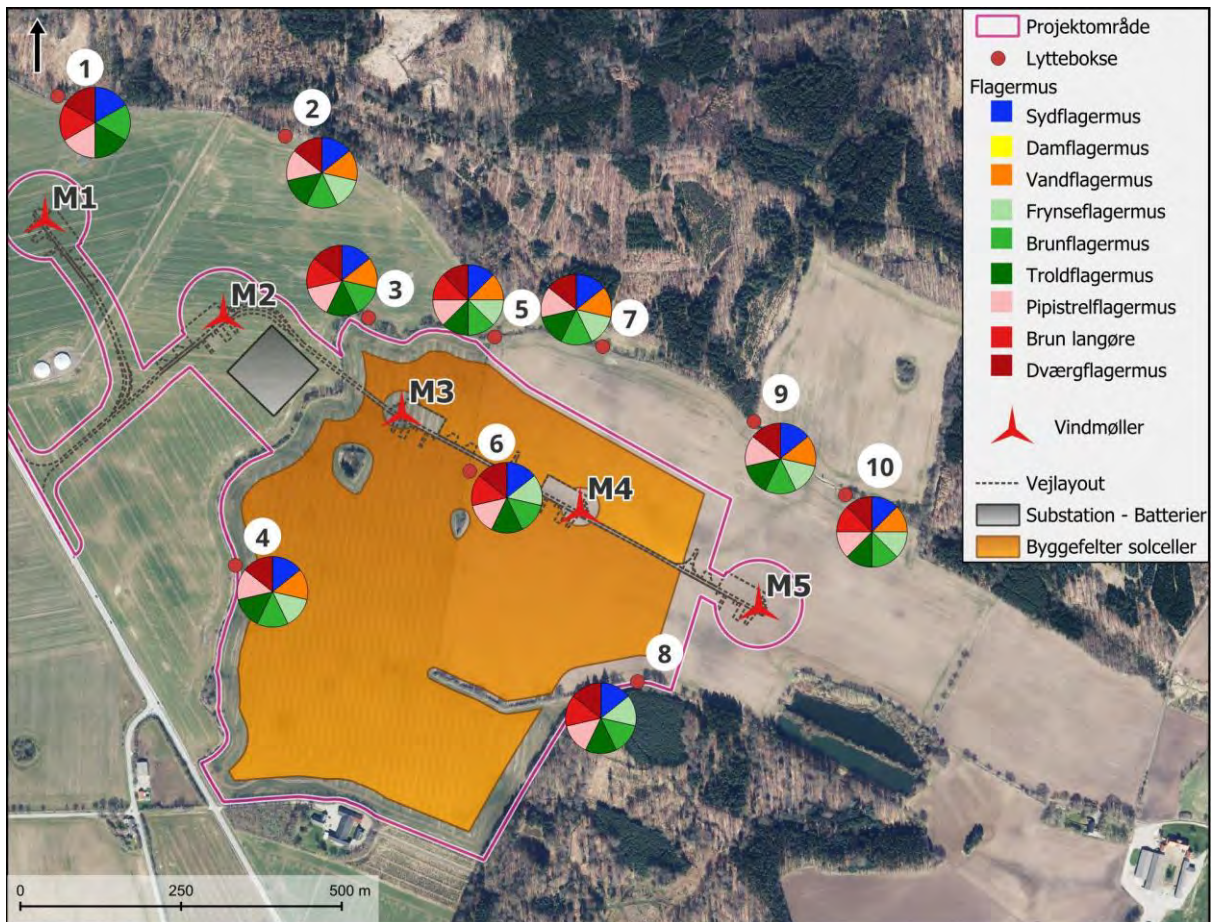 Projektområde
Lyttebokse
Flagermus
Sydflagermus
Damflagermus
Vandflagermus
Frynseflagermus
Brunflagermus
Troldflagermus
Pipistrelflagermus
Brun langøre
Dværgflagermus
Vindmøller
Vejlayout
Substation - Batterier
Byggefelter solceller
1
2
M1
M2
3
5
7
M3
9
6
10
M4
4
M5
8
0 250 500 m